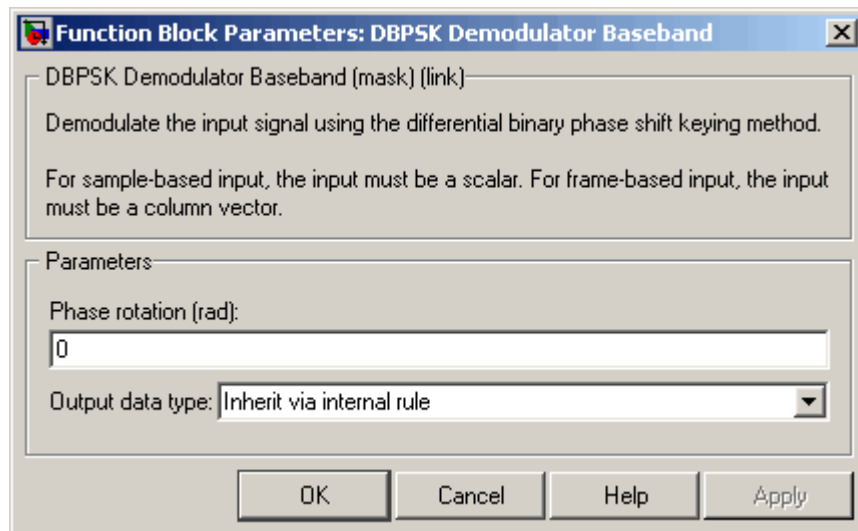 Function Block Parameters: DBPSK Demodulator Baseband
DBPSK Demodulator Baseband (mask) (link)
Demodulate the input signal using the differential binary phase shift keying method.
For sample-based input, the input must be a scalar. For frame-based input, the input
must be a column vector.
Parameters
Phase rotation (rad):
0
Output data type: Inherit via internal rule
OK Cancel Help Apply